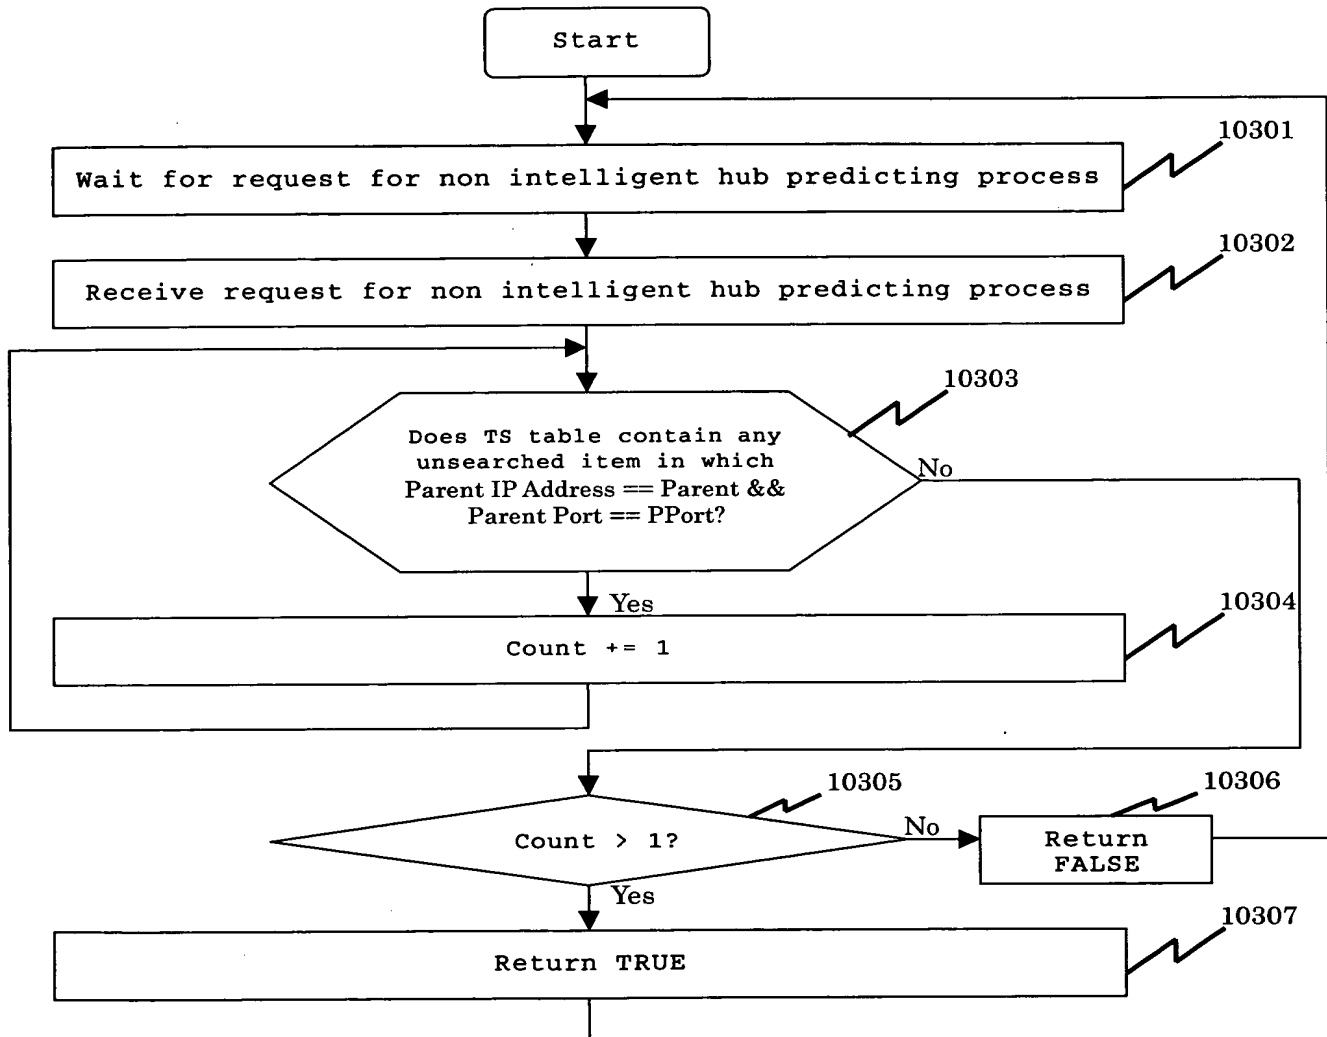 Start
10301
Wait for request for non intelligent hub predicting process
10302
Receive request for non intelligent hub predicting process
10303
Does TS table contain any
unsearched item in which
Parent IP Address == Parent &&
Parent Port == PPort?
No
Yes
10304
Count += 1
10305
10306
Count > 1?
No
Return
FALSE
Yes
10307
Return TRUE